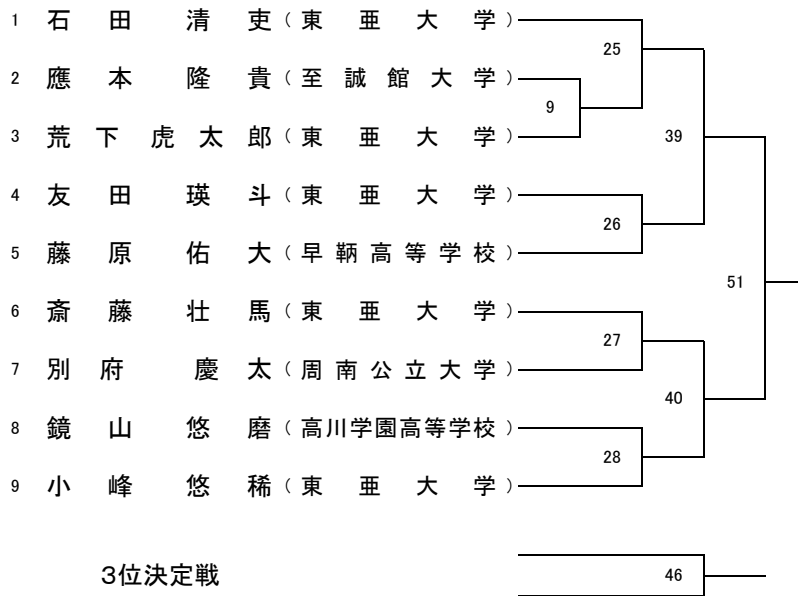 1 石田 清吏（東亜大学）
25
2 應本 隆貴（至誠館大学）
9
3 荒下 虎太郎（東亜大学）
39
4 友田 瑛斗（東亜大学）
26
5 藤原 佑大（早鞆高等学校）
51
6 斎藤 壮馬（東亜大学）
27
7 別府 慶太（周南公立大学）
40
8 鏡山 悠磨（高川学園高等学校）
28
9 小峰 悠稀（東亜大学）
3位決定戦 46